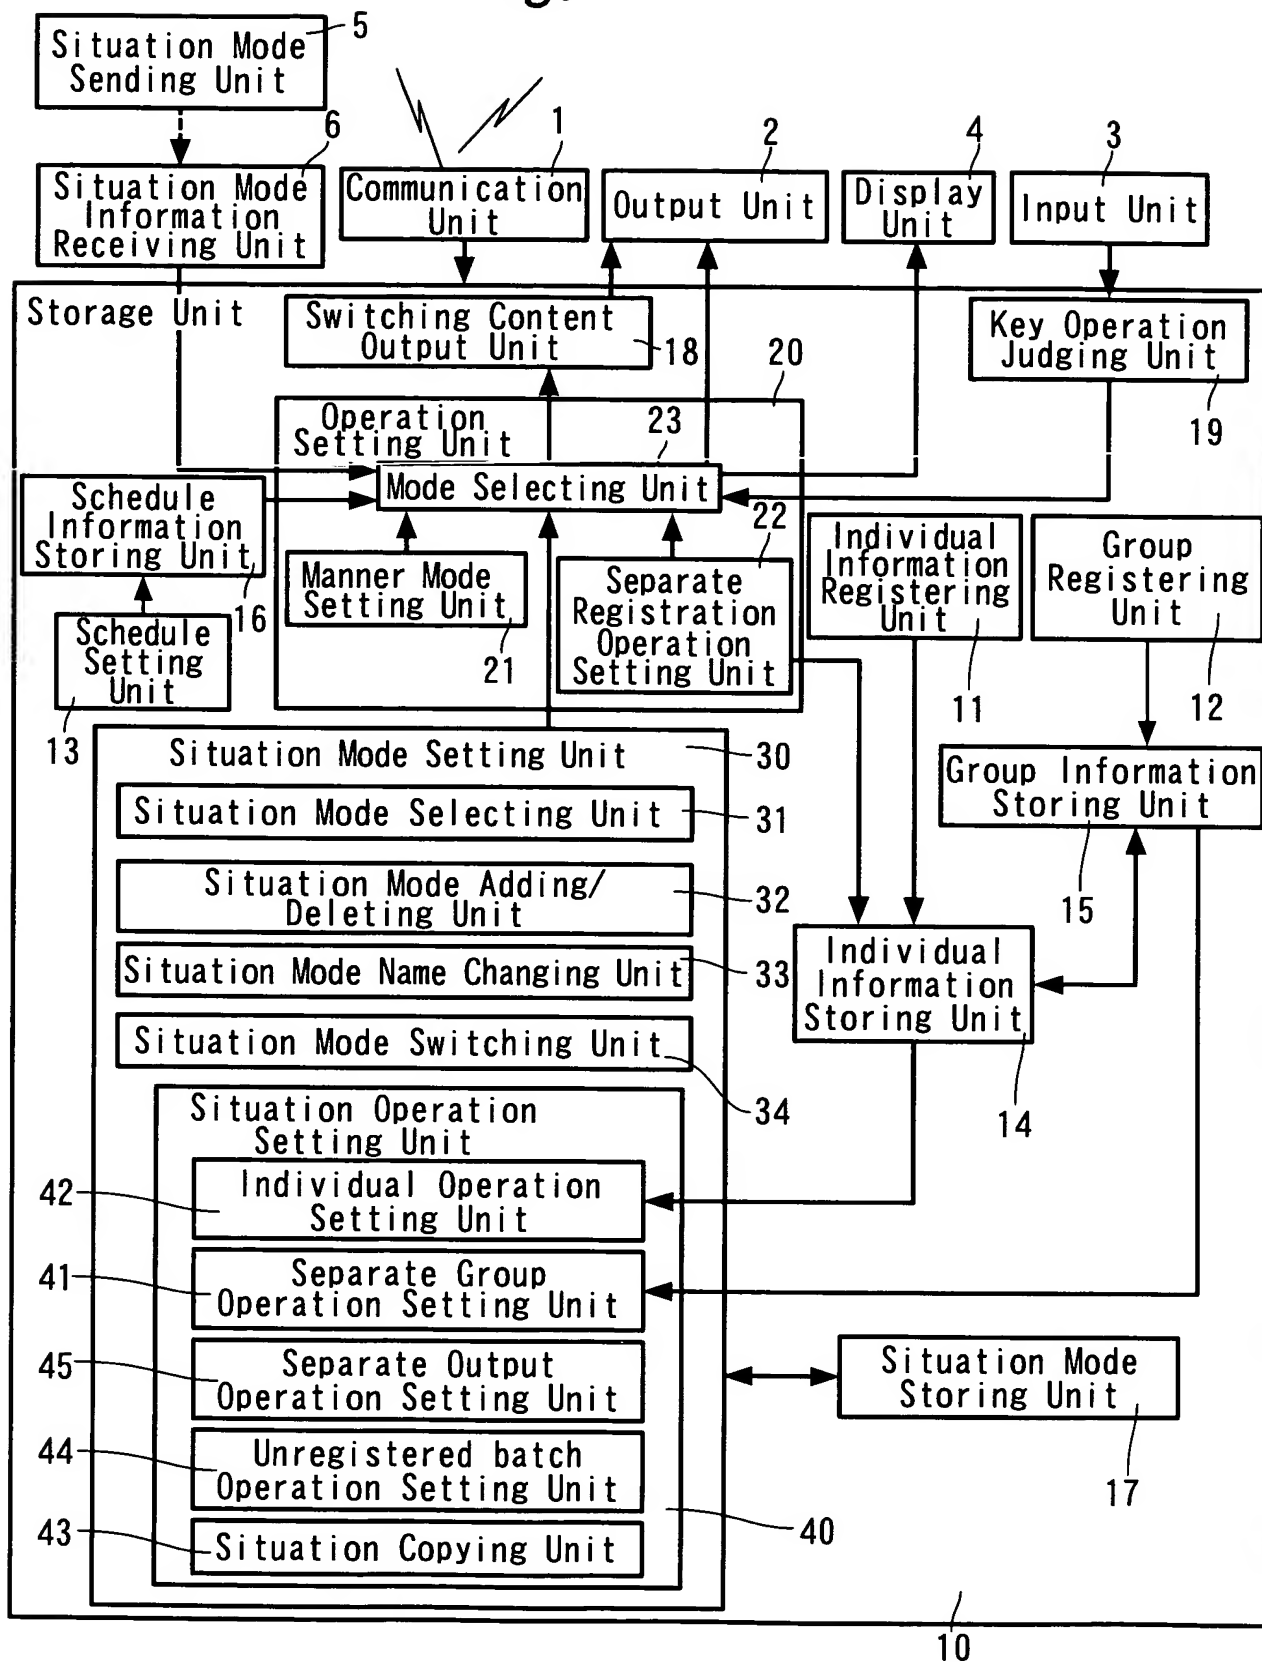 Situation Mode
Sending Unit
5
Situation Mode
Information
Receiving Unit
6
Communication
Unit
1
Output Unit
2
Display
Unit
4
Input Unit
3
Storage Unit
Switching Content
Output Unit
18
Key Operation
Judging Unit
19
20
Operation
Setting Unit
23
Mode Selecting Unit
Schedule
Information
Storing Unit
16
Manner Mode
Setting Unit
21
22
Separate
Registration
Operation
Setting Unit
Individual
Information
Registering
Unit
11
Group
Registering
Unit
12
Schedule
Setting
Unit
13
Situation Mode Setting Unit
30
Situation Mode Selecting Unit
31
Situation Mode Adding/
Deleting Unit
32
Situation Mode Name Changing Unit
33
Situation Mode Switching Unit
34
Group Information
Storing Unit
15
Individual
Information
Storing Unit
14
Situation Operation
Setting Unit
42
Individual Operation
Setting Unit
41
Separate Group
Operation Setting Unit
45
Separate Output
Operation Setting Unit
44
Unregistered batch
Operation Setting Unit
43
Situation Copying Unit
40
Situation Mode
Storing Unit
17
10